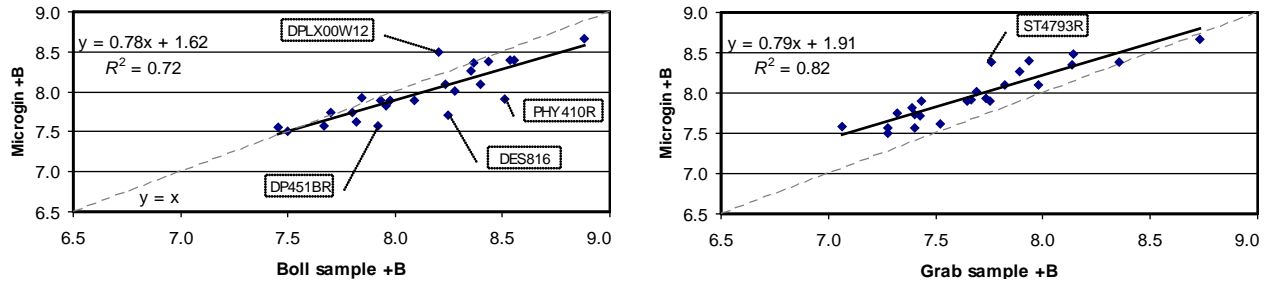 9.0
8.5
8.0
7.5
7.0
6.5
Microgin +B
y = 0.78x + 1.62
R² = 0.72
DPLX00W12
PHY410R
DES816
DP451BR
y = x
6.5 7.0 7.5 8.0 8.5 9.0
Boll sample +B
9.0
8.5
8.0
7.5
7.0
6.5
Microgin +B
y = 0.79x + 1.91
R² = 0.82
ST4793R
6.5 7.0 7.5 8.0 8.5 9.0
Grab sample +B